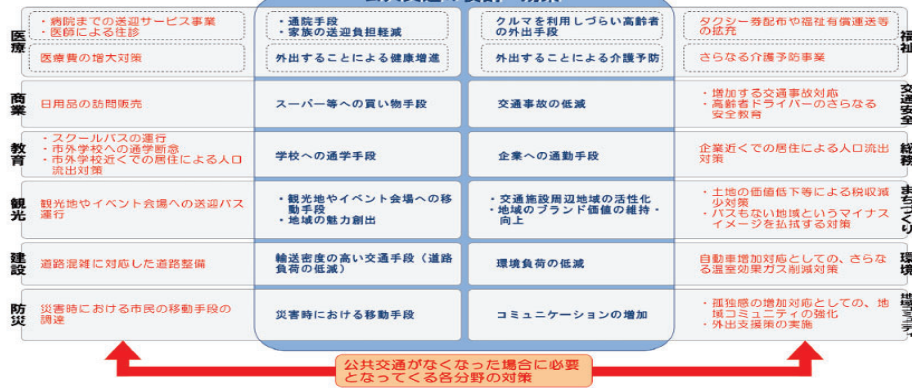 医療
・病院までの送迎サービス事業
・医師による往診
・通院手段
・家族の送迎負担軽減
クルマを利用しづらい高齢者
の外出手段
タクシー券配布や福祉有償運送等
の拡充
福祉
医療費の増大対策
外出することによる健康増進
外出することによる介護予防
さらなる介護予防事業
商業
日用品の訪問販売
スーパー等への買い物手段
交通事故の低減
・増加する交通事故対応
・高齢者ドライバーのさらなる
安全教育
交通安全
教育
・スクールバスの運行
・市外学校への通学断念
・市外学校近くでの居住による人口
流出対策
学校への通学手段
企業への通勤手段
企業近くでの居住による人口流出
対策
総務
観光
観光地やイベント会場への送迎バス
運行
・観光地やイベント会場への移
動手段
・地域の魅力創出
・交通施設周辺地域の活性化
・地域のブランド価値の維持・
向上
・土地の価値低下等による税収減
少対策
・バスもない地域というマイナス
イメージを払拭する対策
まちづくり
建設
道路混雑に対応した道路整備
輸送密度の高い交通手段（道路
負荷の低減）
環境負荷の低減
自動車増加対応としての、さらな
る温室効果ガス削減対策
環境
防災
災害時における市民の移動手段の
調達
災害時における移動手段
コミュニケーションの増加
・孤独感の増加対応としての、地
域コミュニティの強化
・外出支援策の実施
地域コミュニティ
公共交通がなくなった場合に必要
となってくる各分野の対策